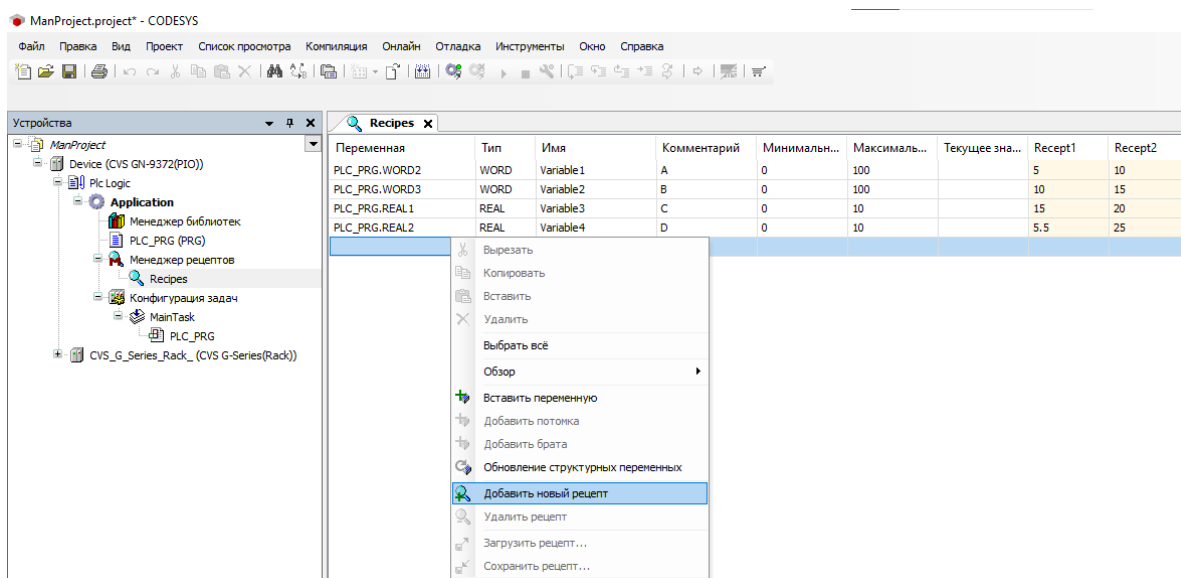 ManProject.project* - CODESYS
Файл Правка Вид Проект Список просмотра Компиляция Онлайн Отладка Инструменты Окно Справка
Устройства
ManProject
Device (CVS GN-9372(PIO))
Plc Logic
Application
Менеджер библиотек
PLC_PRG (PRG)
Менеджер рецептов
Recipes
Конфигурация задач
MainTask
PLC_PRG
CVS_G_Series_Rack_ (CVS G-Series(Rack))
Recipes
Переменная Тип Имя Комментарий Минимальн... Максималь... Текущее зна... Recept1 Recept2
PLC_PRG.WORD2 WORD Variable1 A 0 100 5 10
PLC_PRG.WORD3 WORD Variable2 B 0 100 10 15
PLC_PRG.REAL1 REAL Variable3 C 0 10 15 20
PLC_PRG.REAL2 REAL Variable4 D 0 10 5.5 25
Вырезать
Копировать
Вставить
Удалить
Выбрать всё
Обзор
Вставить переменную
Добавить потомка
Добавить брата
Обновление структурных переменных
Добавить новый рецепт
Удалить рецепт
Загрузить рецепт...
Сохранить рецепт...